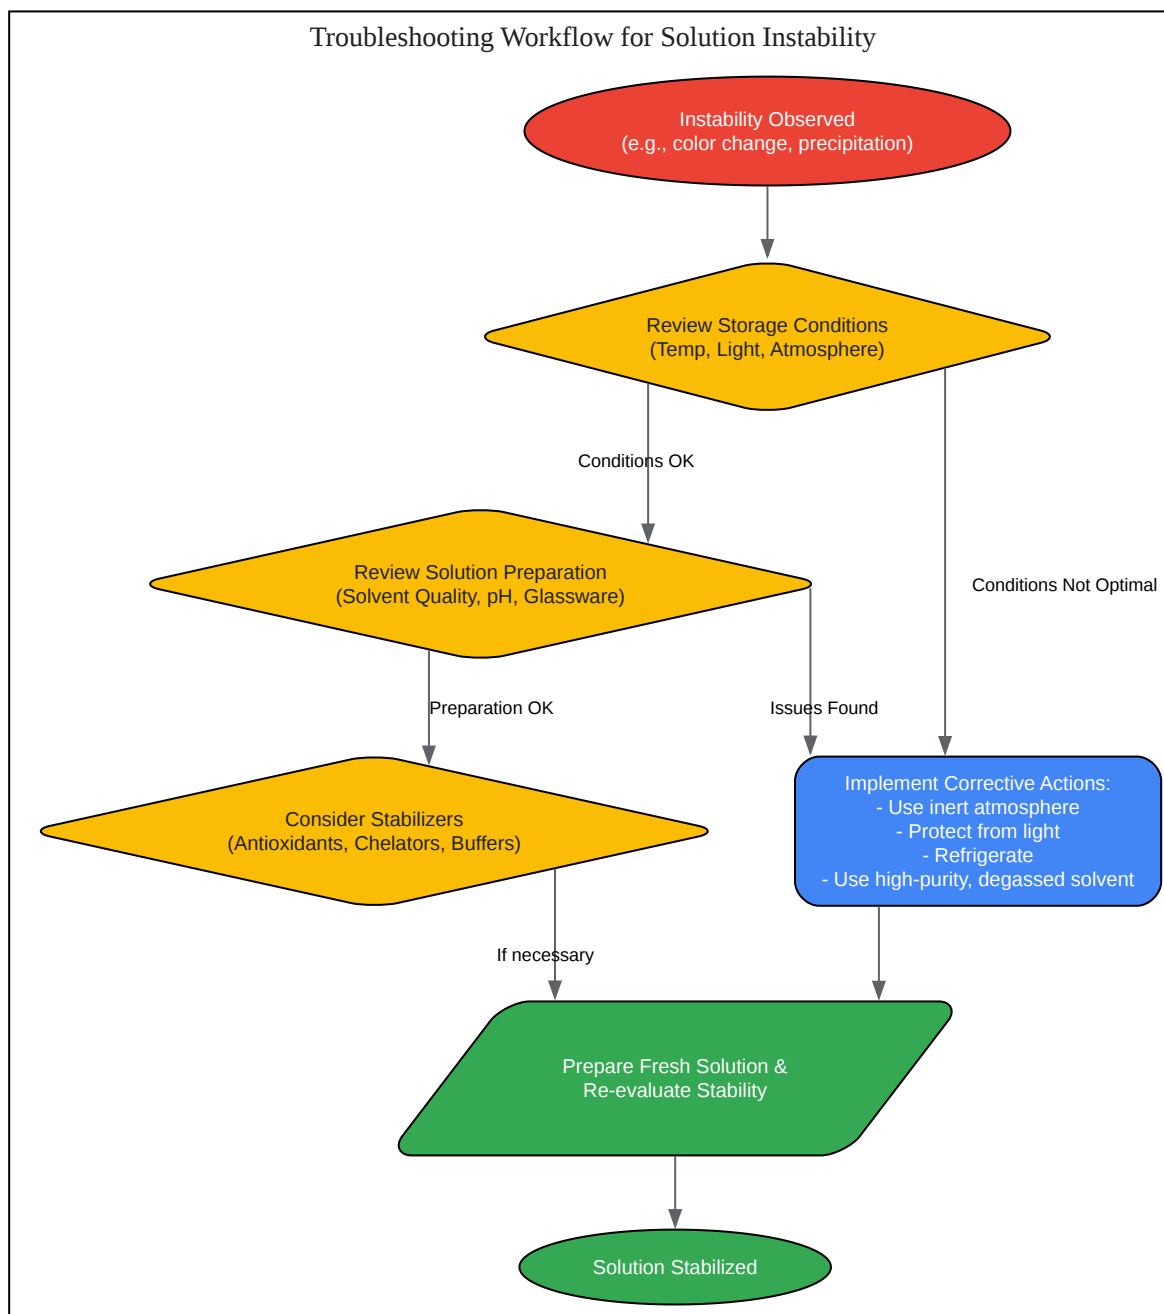 Troubleshooting Workflow for Solution Instability
Instability Observed
(e.g., color change, precipitation)
Review Storage Conditions
(Temp, Light, Atmosphere)
Conditions OK
Review Solution Preparation
(Solvent Quality, pH, Glassware)
Conditions Not Optimal
Preparation OK
Issues Found
Consider Stabilizers
(Antioxidants, Chelators, Buffers)
Implement Corrective Actions:
- Use inert atmosphere
- Protect from light
- Refrigerate
- Use high-purity, degassed solvent
If necessary
Prepare Fresh Solution &
Re-evaluate Stability
Solution Stabilized